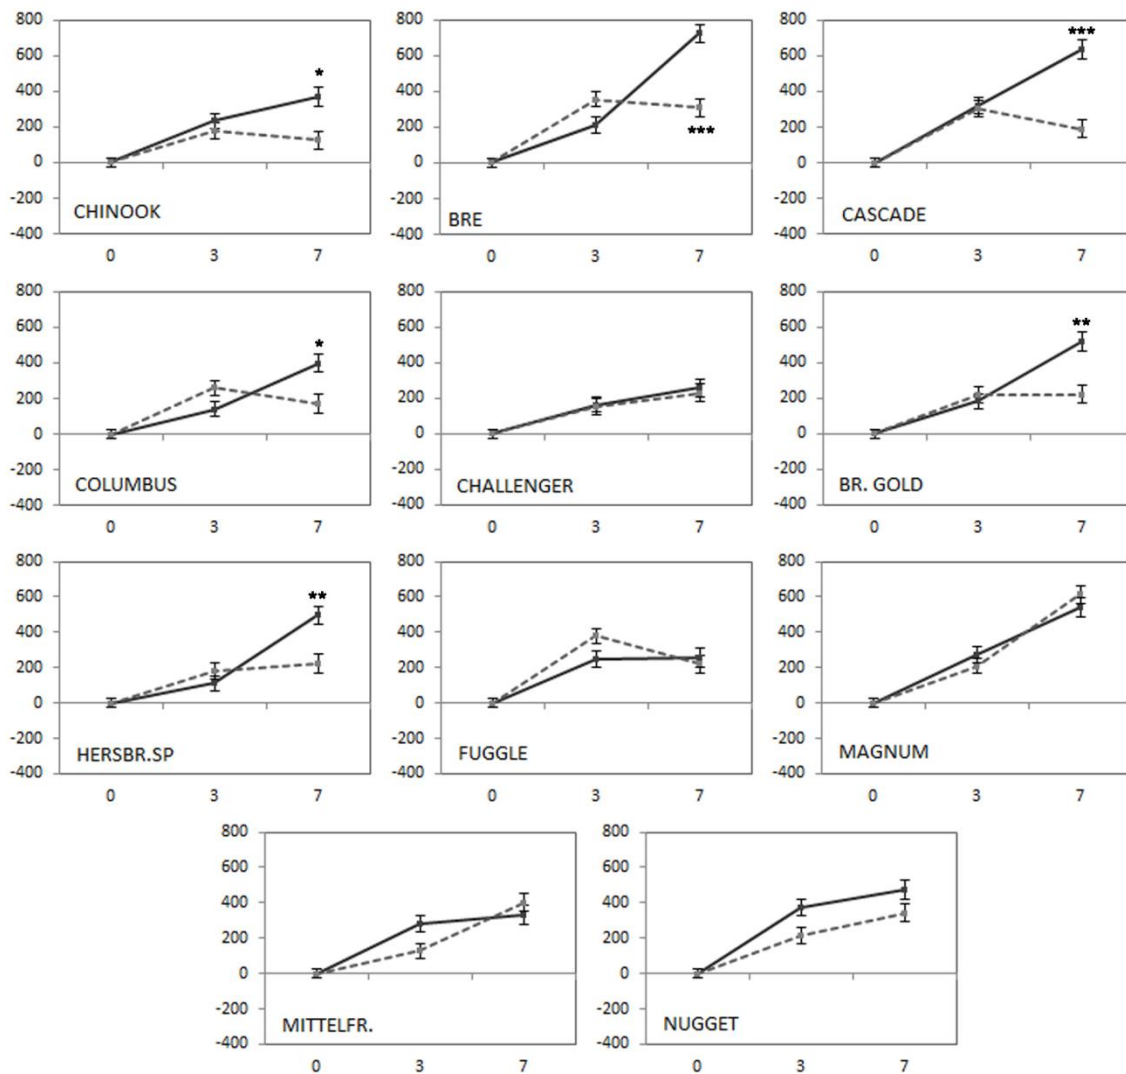 800 800 800 ***
600 600 600
400 * 400 400
200 200 *** 200
0 0 0
-200 CHINOOK -200 BRE -200 CASCADE
-400 -400 -400
0 3 7 0 3 7 0 3 7
800 800 800
600 600 600 **
400 * 400 400
200 200 200
0 0 0
-200 COLUMBUS -200 CHALLENGER -200 BR. GOLD
-400 -400 -400
0 3 7 0 3 7 0 3 7
800 800 800
600 ** 600 600
400 400 400
200 200 200
0 0 0
-200 HERSBR.SP -200 FUGGLE -200 MAGNUM
-400 -400 -400
0 3 7 0 3 7 0 3 7
800 800
600 600
400 400
200 200
0 0
-200 MITTELFR. -200 NUGGET
-400 -400
0 3 7 0 3 7